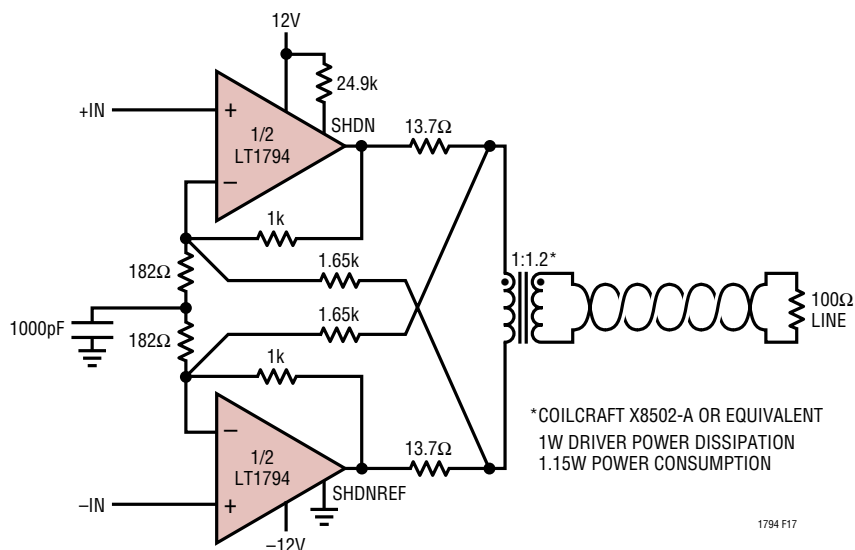 12V
24.9k
+IN
+
SHDN
1/2
LT1794
–
13.7Ω
1k
1:1.2*
1.65k
182Ω
100Ω
LINE
1000pF
1.65k
182Ω
1k
*COILCRAFT X8502-A OR EQUIVALENT
1W DRIVER POWER DISSIPATION
1.15W POWER CONSUMPTION
–
13.7Ω
1/2
LT1794
SHDNREF
–IN
+
–12V
1794 F17